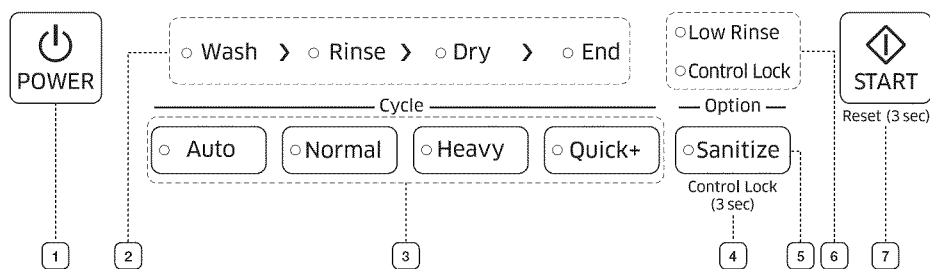 POWER
Wash > Rinse > Dry > End
Low Rinse
Control Lock
START
Reset (3 sec)
Cycle
Option
Auto
Normal
Heavy
Quick+
Sanitize
Control Lock
(3 sec)
1
2
3
4
5
6
7